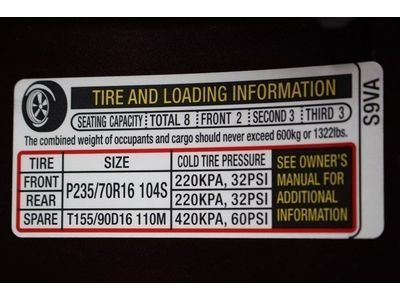 TIRE AND LOADING INFORMATION
SEATING CAPACITY TOTAL 8 FRONT 2 SECOND 3 THIRD 3
The combined weight of occupants and cargo should never exceed 600kg or 1322lbs.
TIRE SIZE COLD TIRE PRESSURE
FRONT P235/70R16 104S 220KPA, 32PSI
REAR 220KPA, 32PSI
SPARE T155/90D16 110M 420KPA, 60PSI
SEE OWNER'S
MANUAL FOR
ADDITIONAL
INFORMATION
S9VA